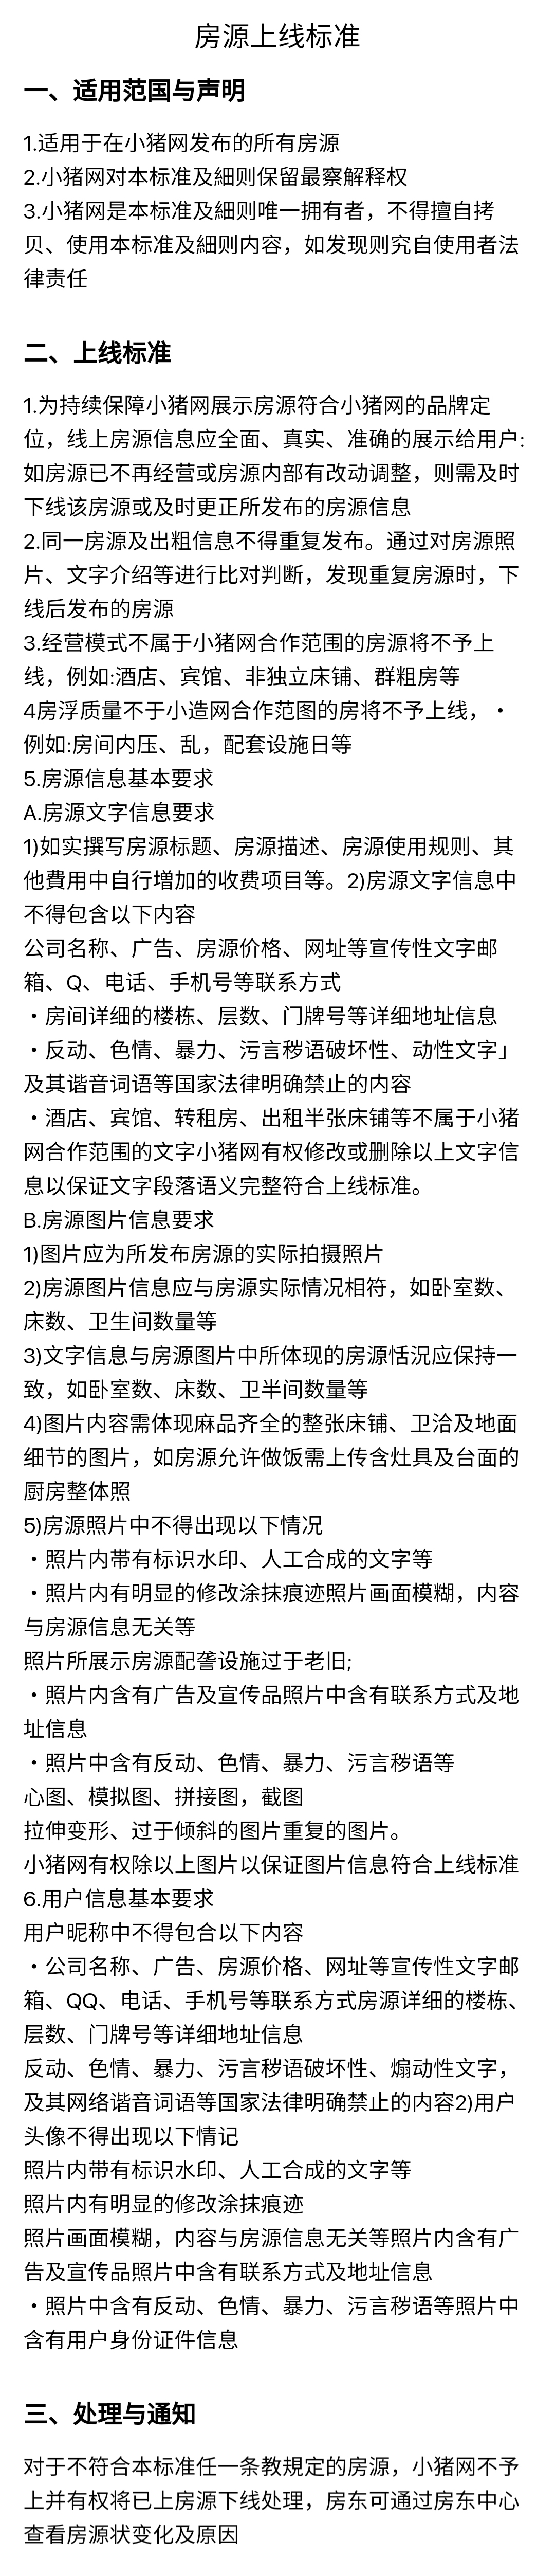 房源上线标准
一、适用范国与声明
1.适用于在小猪网发布的所有房源
2.小猪网对本标准及細则保留最察解释权
3.小猪网是本标准及細则唯一拥有者，不得擅自拷
贝、使用本标准及細则内容，如发现则究自使用者法
律责任
二、上线标准
1.为持续保障小猪网展示房源符合小猪网的品牌定
位，线上房源信息应全面、真实、准确的展示给用户:
如房源已不再经营或房源内部有改动调整，则需及时
下线该房源或及时更正所发布的房源信息
2.同一房源及出粗信息不得重复发布。通过对房源照
片、文字介绍等进行比对判断，发现重复房源时，下
线后发布的房源
3.经营模式不属于小猪网合作范围的房源将不予上
线，例如:酒店、宾馆、非独立床铺、群粗房等
4房浮质量不于小造网合作范图的房将不予上线，・
例如:房间内压、乱，配套设施日等
5.房源信息基本要求
A.房源文字信息要求
1)如实撰写房源标题、房源描述、房源使用规则、其
他費用中自行增加的收费项目等。2)房源文字信息中
不得包含以下内容
公司名称、广告、房源价格、网址等宣传性文字邮
箱、Q、电话、手机号等联系方式
・房间详细的楼栋、层数、门牌号等详细地址信息
・反动、色情、暴力、污言秽语破坏性、动性文字」
及其谐音词语等国家法律明确禁止的内容
・酒店、宾馆、转租房、出租半张床铺等不属于小猪
网合作范围的文字小猪网有权修改或删除以上文字信
息以保证文字段落语义完整符合上线标准。
B.房源图片信息要求
1)图片应为所发布房源的实际拍摄照片
2)房源图片信息应与房源实际情况相符，如卧室数、
床数、卫生间数量等
3)文字信息与房源图片中所体现的房源恬況应保持一
致，如卧室数、床数、卫半间数量等
4)图片内容需体现麻品齐全的整张床铺、卫洽及地面
细节的图片，如房源允许做饭需上传含灶具及台面的
厨房整体照
5)房源照片中不得出现以下情况
・照片内带有标识水印、人工合成的文字等
・照片内有明显的修改涂抹痕迹照片画面模糊，内容
与房源信息无关等
照片所展示房源配詟设施过于老旧;
・照片内含有广告及宣传品照片中含有联系方式及地
址信息
・照片中含有反动、色情、暴力、污言秽语等
心图、模拟图、拼接图，截图
拉伸变形、过于倾斜的图片重复的图片。
小猪网有权除以上图片以保证图片信息符合上线标准
6.用户信息基本要求
用户昵称中不得包合以下内容
・公司名称、广告、房源价格、网址等宣传性文字邮
箱、QQ、电话、手机号等联系方式房源详细的楼栋、
层数、门牌号等详细地址信息
反动、色情、暴力、污言秽语破坏性、煽动性文字，
及其网络谐音词语等国家法律明确禁止的内容2)用户
头像不得出现以下情记
照片内带有标识水印、人工合成的文字等
照片内有明显的修改涂抹痕迹
照片画面模糊，内容与房源信息无关等照片内含有广
告及宣传品照片中含有联系方式及地址信息
・照片中含有反动、色情、暴力、污言秽语等照片中
含有用户身份证件信息
三、处理与通知
对于不符合本标准任一条教規定的房源，小猪网不予
上并有权将已上房源下线处理，房东可通过房东中心
查看房源状变化及原因